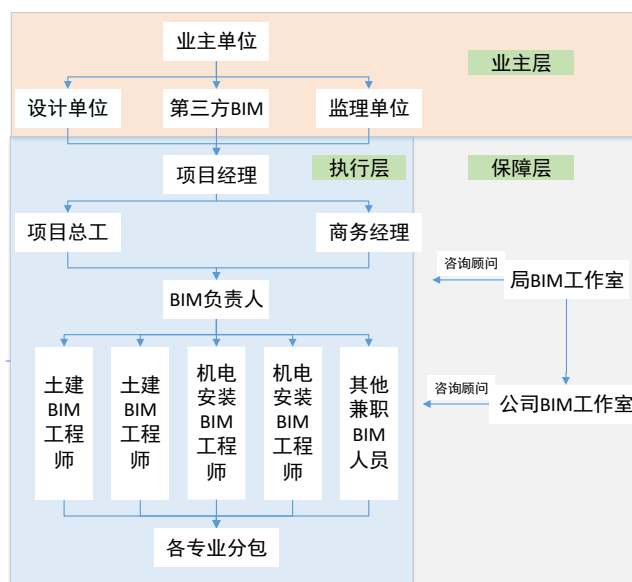 业主单位
业主层
设计单位
第三方BIM
监理单位
项目经理
执行层
保障层
项目总工
商务经理
咨询顾问
局BIM工作室
BIM负责人
土建
BIM
工程
师
土建
BIM
工程
师
机电
安装
BIM
工程
师
机电
安装
BIM
工程
师
其他
兼职
BIM
人员
咨询顾问
公司BIM工作室
各专业分包